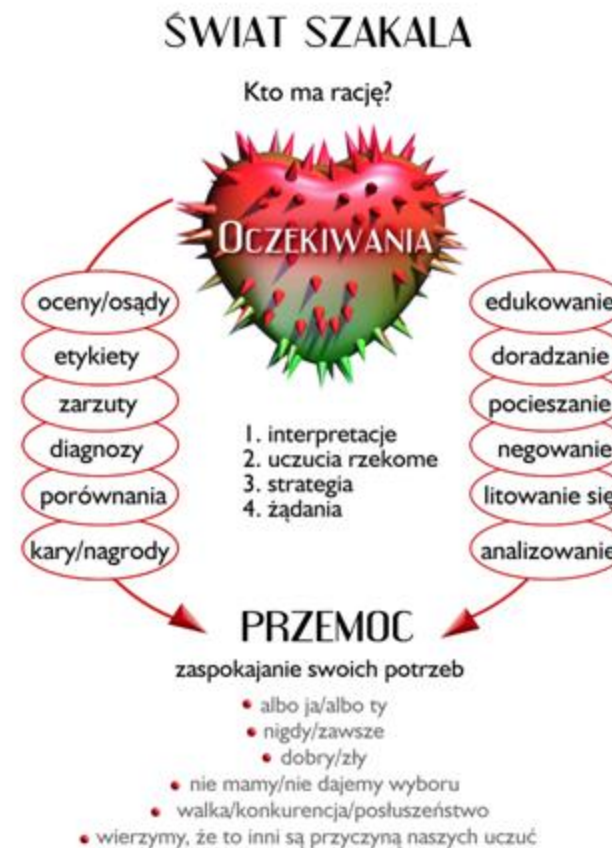 ŚWIAT SZAKALA
Kto ma rację?
OCZEKIWANIA
oceny/osądy
etykiety
zarzuty
diagnozy
porównania
kary/nagrody
1. interpretacje
2. uczucia rzekome
3. strategia
4. żądania
edukowanie
doradzanie
pocieszanie
negowanie
litowanie się
analizowanie
PRZEMOC
zaspokajanie swoich potrzeb
• albo ja/albo ty
• nigdy/zawsze
• dobry/zły
• nie mamy/nie dajemy wyboru
• walka/konkurencja/posłuszeństwo
• wierzymy, że to inni są przyczyną naszych uczuć